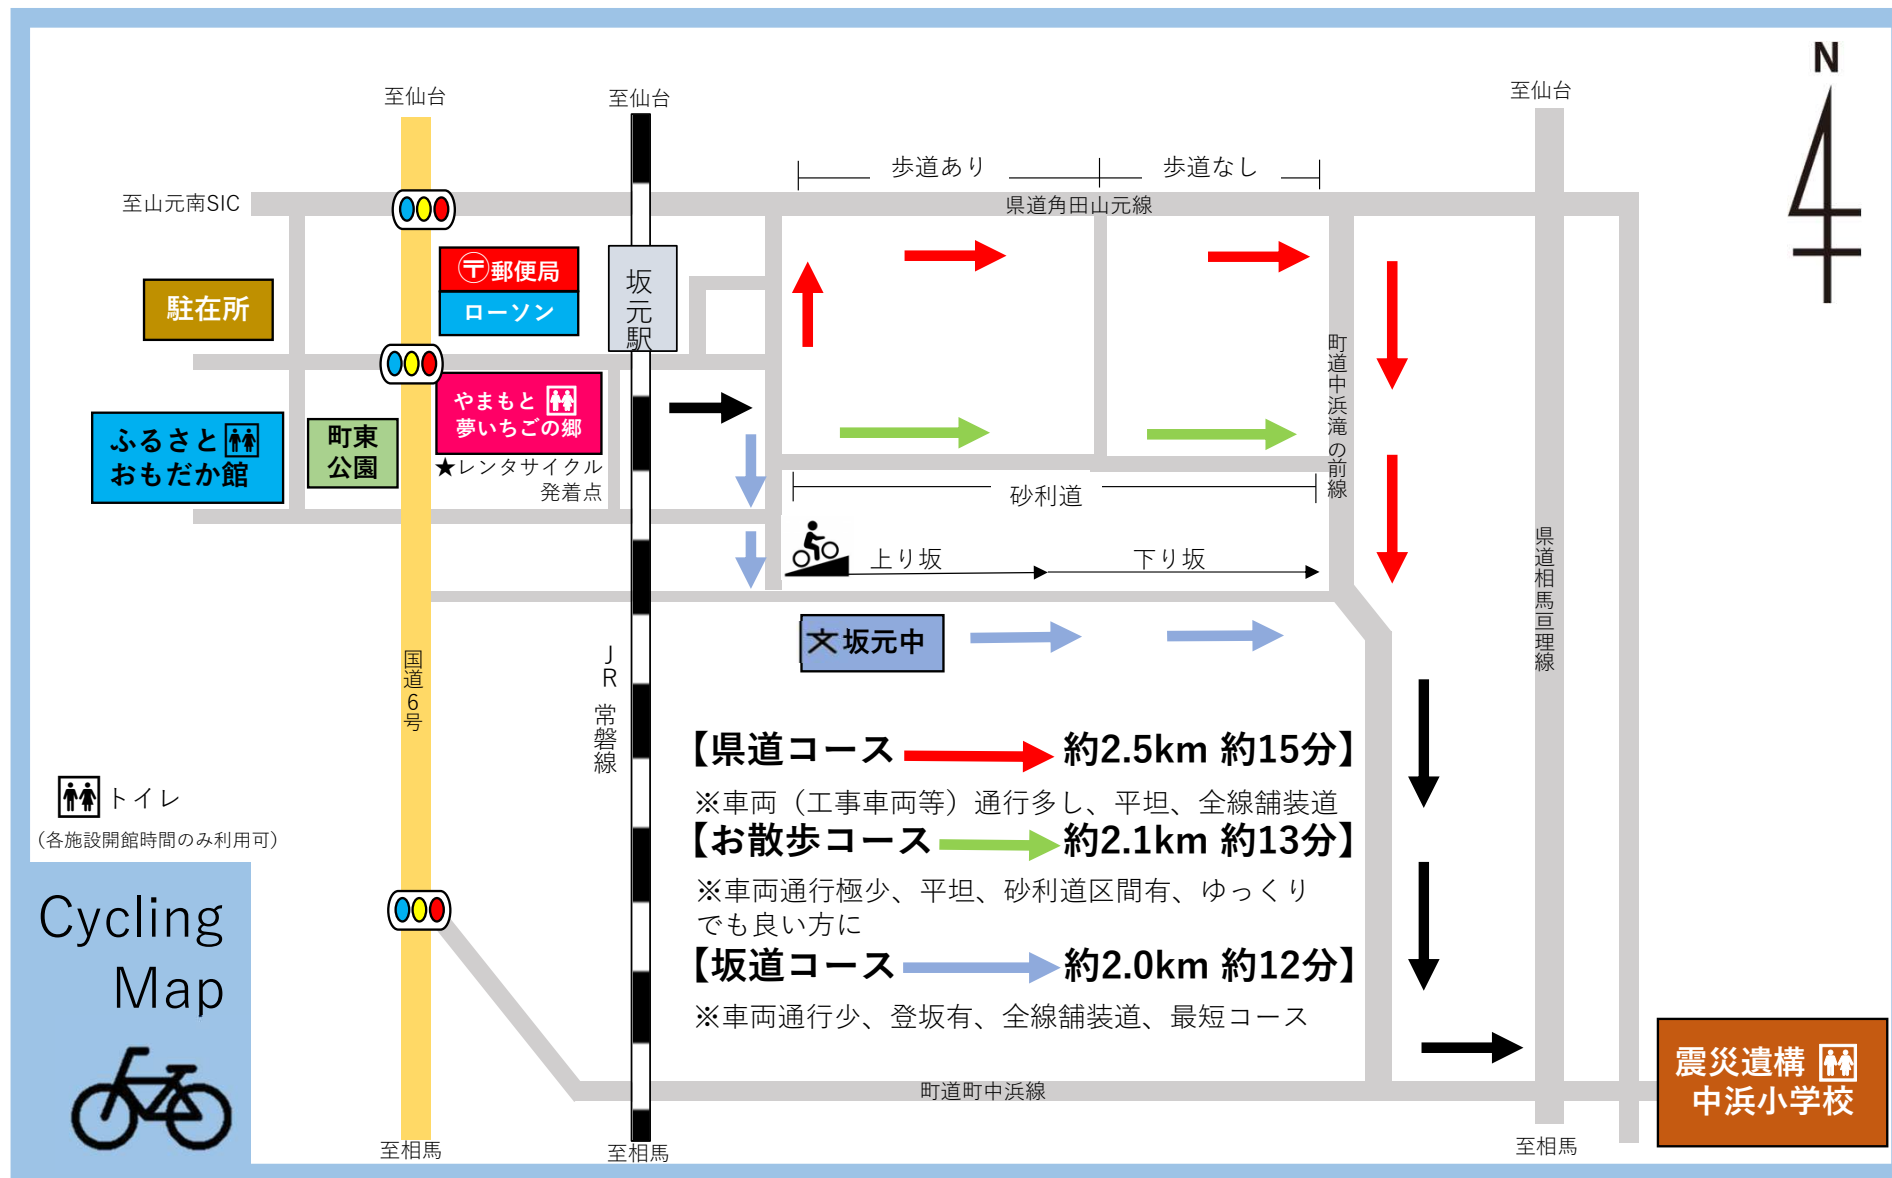 N
至仙台
至仙台
至仙台
歩道あり
歩道なし
至山元南SIC
県道角田山元線
〒郵便局
ローソン
坂元駅
駐在所
やまもと
夢いちごの郷
★レンタサイクル
発着点
ふるさと
おもだか館
町東
公園
町道中浜滝の前線
砂利道
上り坂
下り坂
県道相馬亘理線
文坂元中
国道6号
JR 常磐線
【県道コース 約2.5km 約15分】
※車両（工事車両等）通行多し、平坦、全線舗装道
【お散歩コース 約2.1km 約13分】
※車両通行極少、平坦、砂利道区間有、ゆっくり
でも良い方に
【坂道コース 約2.0km 約12分】
※車両通行少、登坂有、全線舗装道、最短コース
トイレ
(各施設開館時間のみ利用可)
Cycling
Map
震災遺構
中浜小学校
町道町中浜線
至相馬
至相馬
至相馬